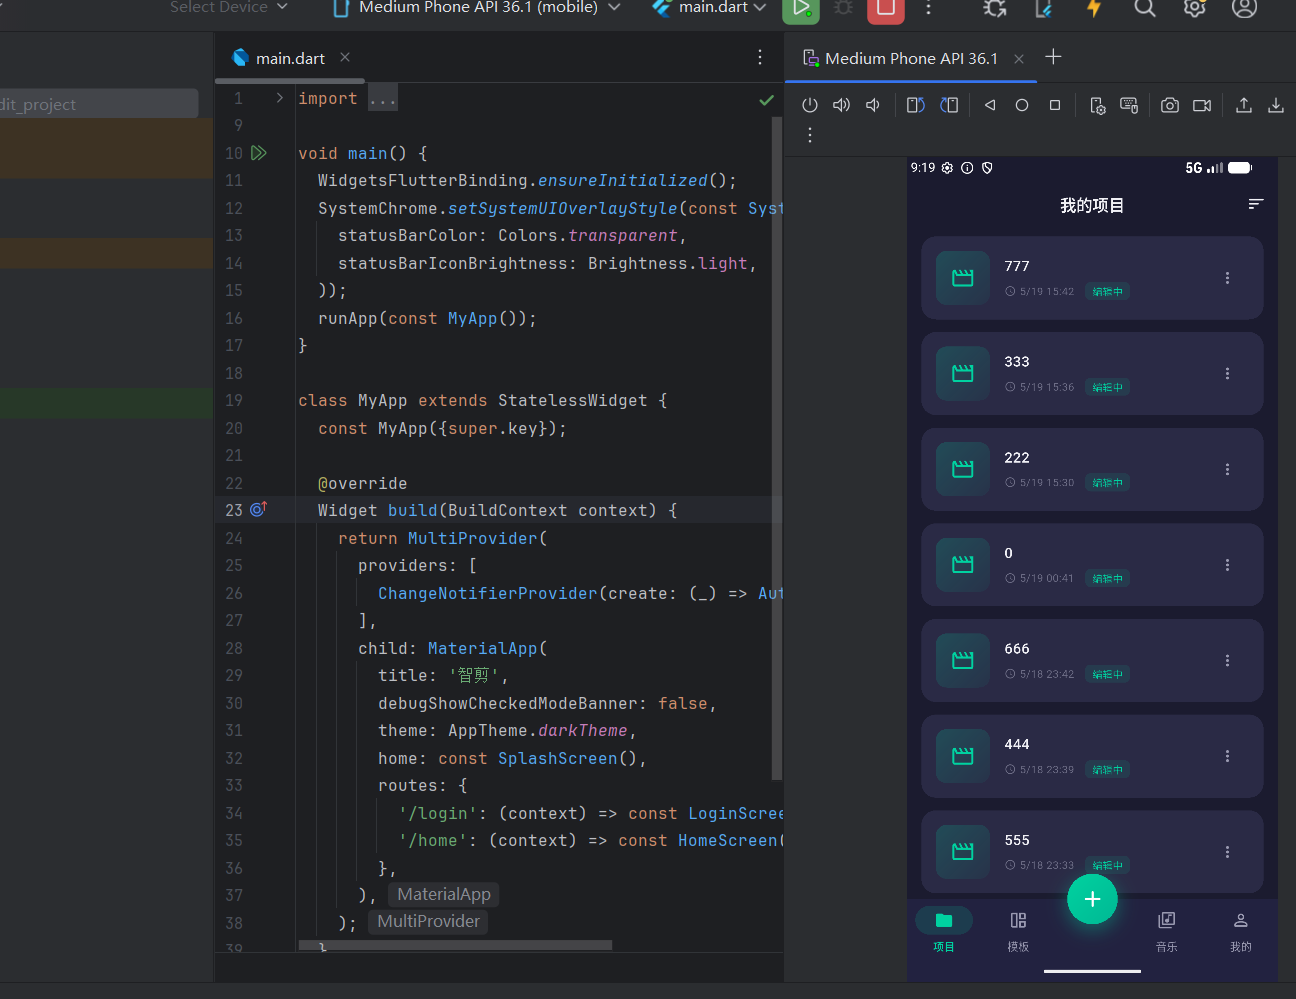 Select Device
Medium Phone API 36.1 (mobile)
main.dart
dit_project
main.dart
1 import ...
9
10 void main() {
11 WidgetsFlutterBinding.ensureInitialized();
12 SystemChrome.setSystemUIOverlayStyle(const Syst
13 statusBarColor: Colors.transparent,
14 statusBarIconBrightness: Brightness.light,
15 ));
16 runApp(const MyApp());
17 }
18
19 class MyApp extends StatelessWidget {
20 const MyApp({super.key});
21
22 @override
23 Widget build(BuildContext context) {
24 return MultiProvider(
25 providers: [
26 ChangeNotifierProvider(create: (_) => Aut
27 ],
28 child: MaterialApp(
29 title: '智剪',
30 debugShowCheckedModeBanner: false,
31 theme: AppTheme.darkTheme,
32 home: const SplashScreen(),
33 routes: {
34 '/login': (context) => const LoginScree
35 '/home': (context) => const HomeScreen(
36 },
37 ), MaterialApp
38 ); MultiProvider
39 }
Medium Phone API 36.1
9:19 5G
我的项目
777
5/19 15:42 编辑中
333
5/19 15:36 编辑中
222
5/19 15:30 编辑中
0
5/19 00:41 编辑中
666
5/18 23:42 编辑中
444
5/18 23:39 编辑中
555
5/18 23:33 编辑中
项目 模板 音乐 我的